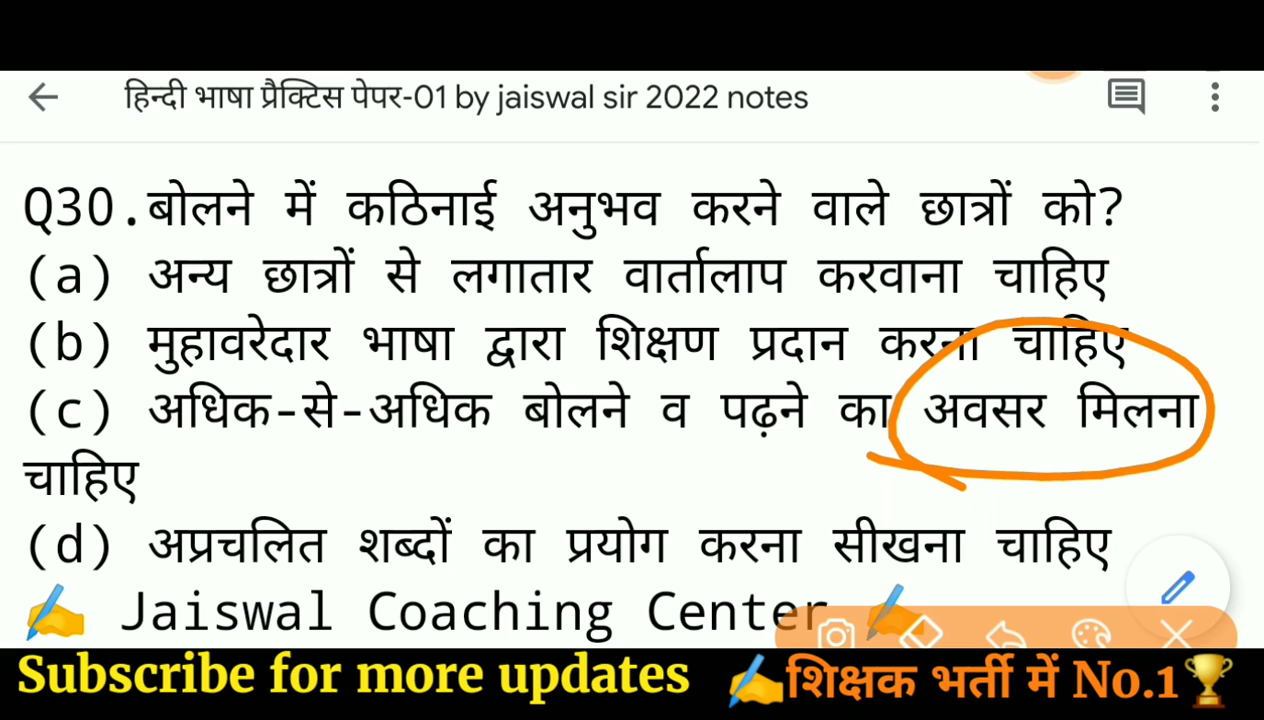 हिन्दी भाषा प्रैक्टिस पेपर-01 by jaiswal sir 2022 notes
Q30.बोलने में कठिनाई अनुभव करने वाले छात्रों को?
(a) अन्य छात्रों से लगातार वार्तालाप करवाना चाहिए
(b) मुहावरेदार भाषा द्वारा शिक्षण प्रदान करना चाहिए
(c) अधिक-से-अधिक बोलने व पढ़ने का अवसर मिलना
चाहिए
(d) अप्रचलित शब्दों का प्रयोग करना सीखना चाहिए
✍️ Jaiswal Coaching Center ✍️
Subscribe for more updates ✍️शिक्षक भर्ती में No.1🏆